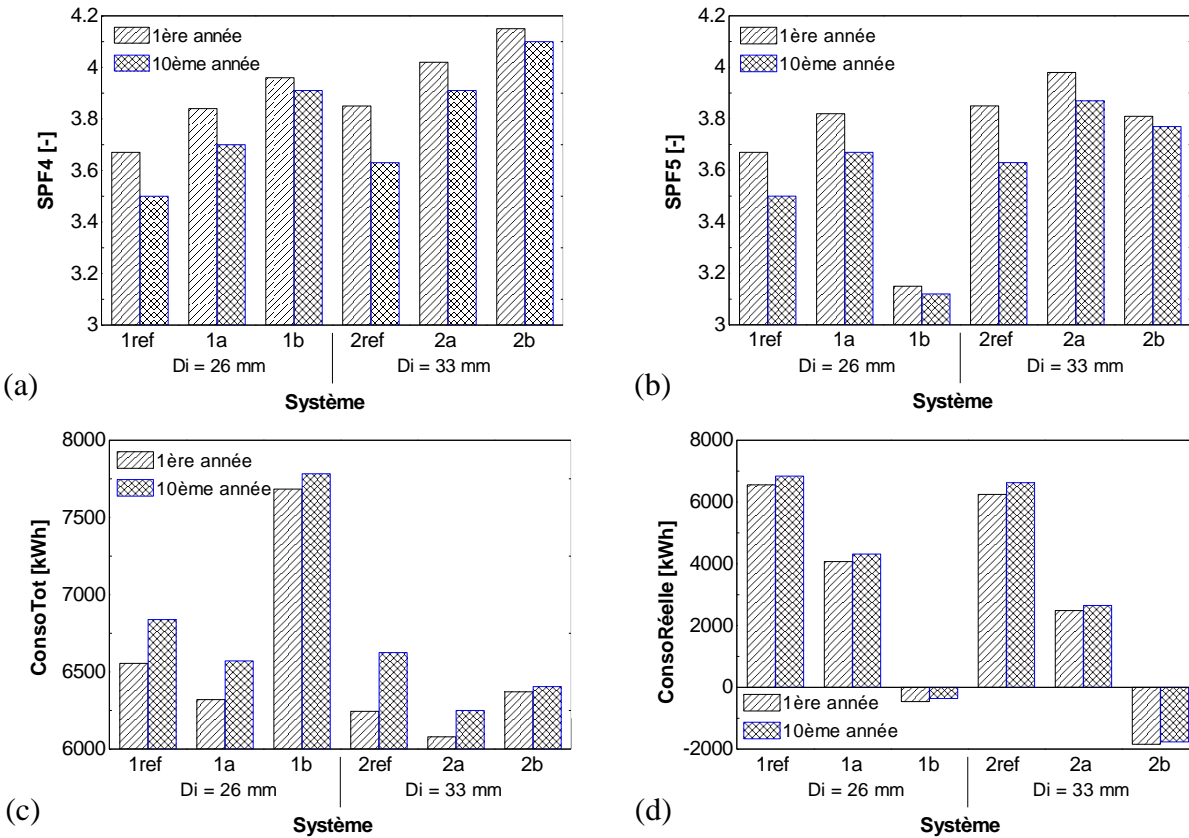 4.2
4
3.8
3.6
3.4
3.2
3
SPF4 [-]
1ère année
10ème année
1ref 1a 1b 2ref 2a 2b
Di = 26 mm Di = 33 mm
Système
(a)
4.2
4
3.8
3.6
3.4
3.2
3
SPF5 [-]
1ère année
10ème année
1ref 1a 1b 2ref 2a 2b
Di = 26 mm Di = 33 mm
Système
(b)
8000
7500
7000
6500
6000
ConsoTot [kWh]
1ère année
10ème année
1ref 1a 1b 2ref 2a 2b
Di = 26 mm Di = 33 mm
Système
(c)
8000
6000
4000
2000
0
-2000
ConsoRéelle [kWh]
1ère année
10ème année
1ref 1a 1b 2ref 2a 2b
Di = 26 mm Di = 33 mm
Système
(d)